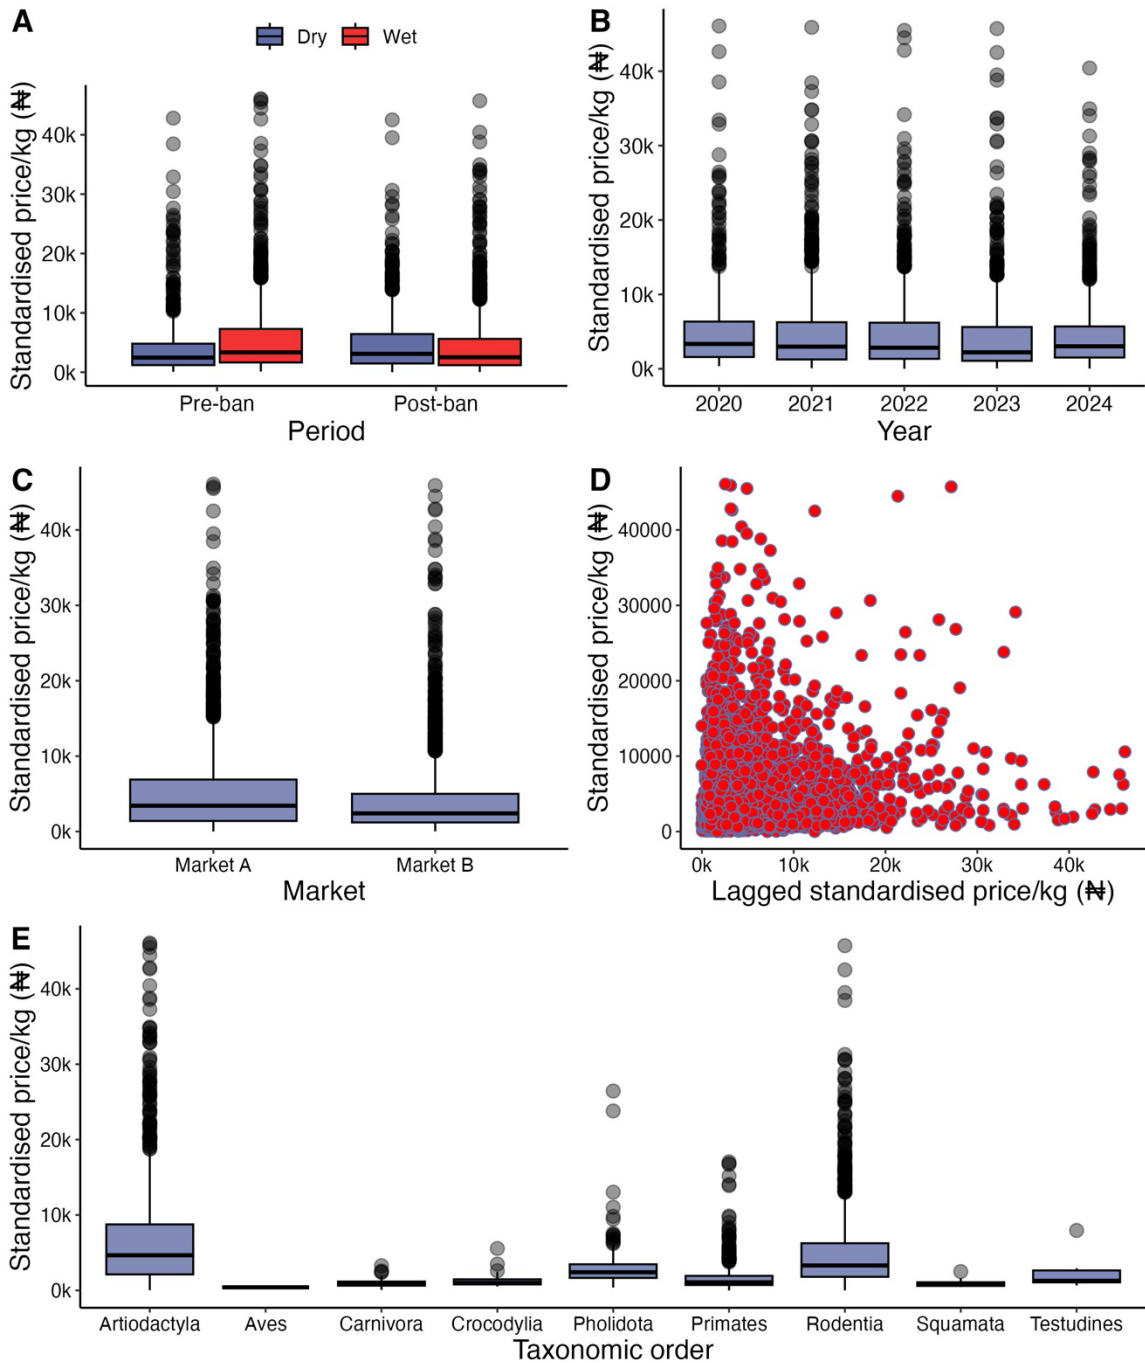 A
Dry Wet
Standardised price/kg (₦)
40k
30k
20k
10k
0k
Pre-ban Post-ban
Period
B
Standardised price/kg (₦)
40k
30k
20k
10k
0k
2020 2021 2022 2023 2024
Year
C
Standardised price/kg (₦)
40k
30k
20k
10k
0k
Market A Market B
Market
D
Standardised price/kg (₦)
40000
30000
20000
10000
0
0k 10k 20k 30k 40k
Lagged standardised price/kg (₦)
E
Standardised price/kg (₦)
40k
30k
20k
10k
0k
Artiodactyla Aves Carnivora Crocodylia Pholidota Primates Rodentia Squamata Testudines
Taxonomic order